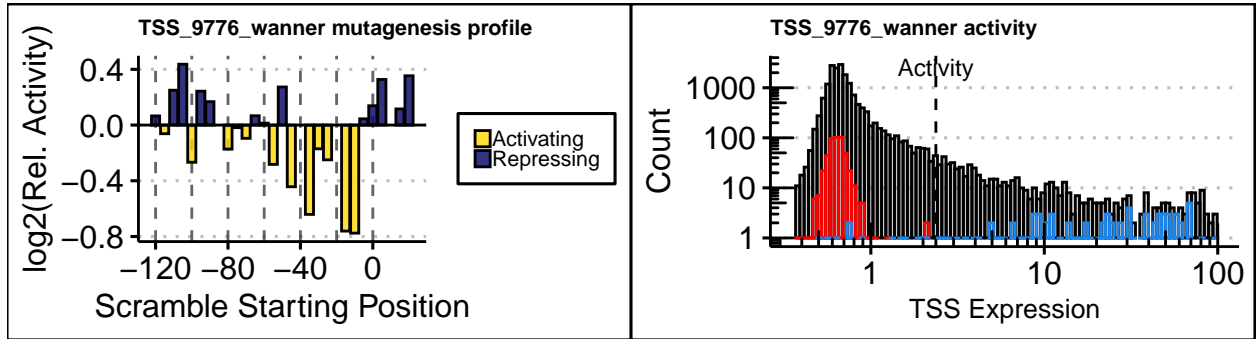 TSS_9776_wanner mutagenesis profile
log2(Rel. Activity)
0.4
0.0
−0.4
−0.8
−120
−80
−40
0
Scramble Starting Position
Activating
Repressing
TSS_9776_wanner activity
Activity
Count
1000
100
10
1
1
10
100
TSS Expression